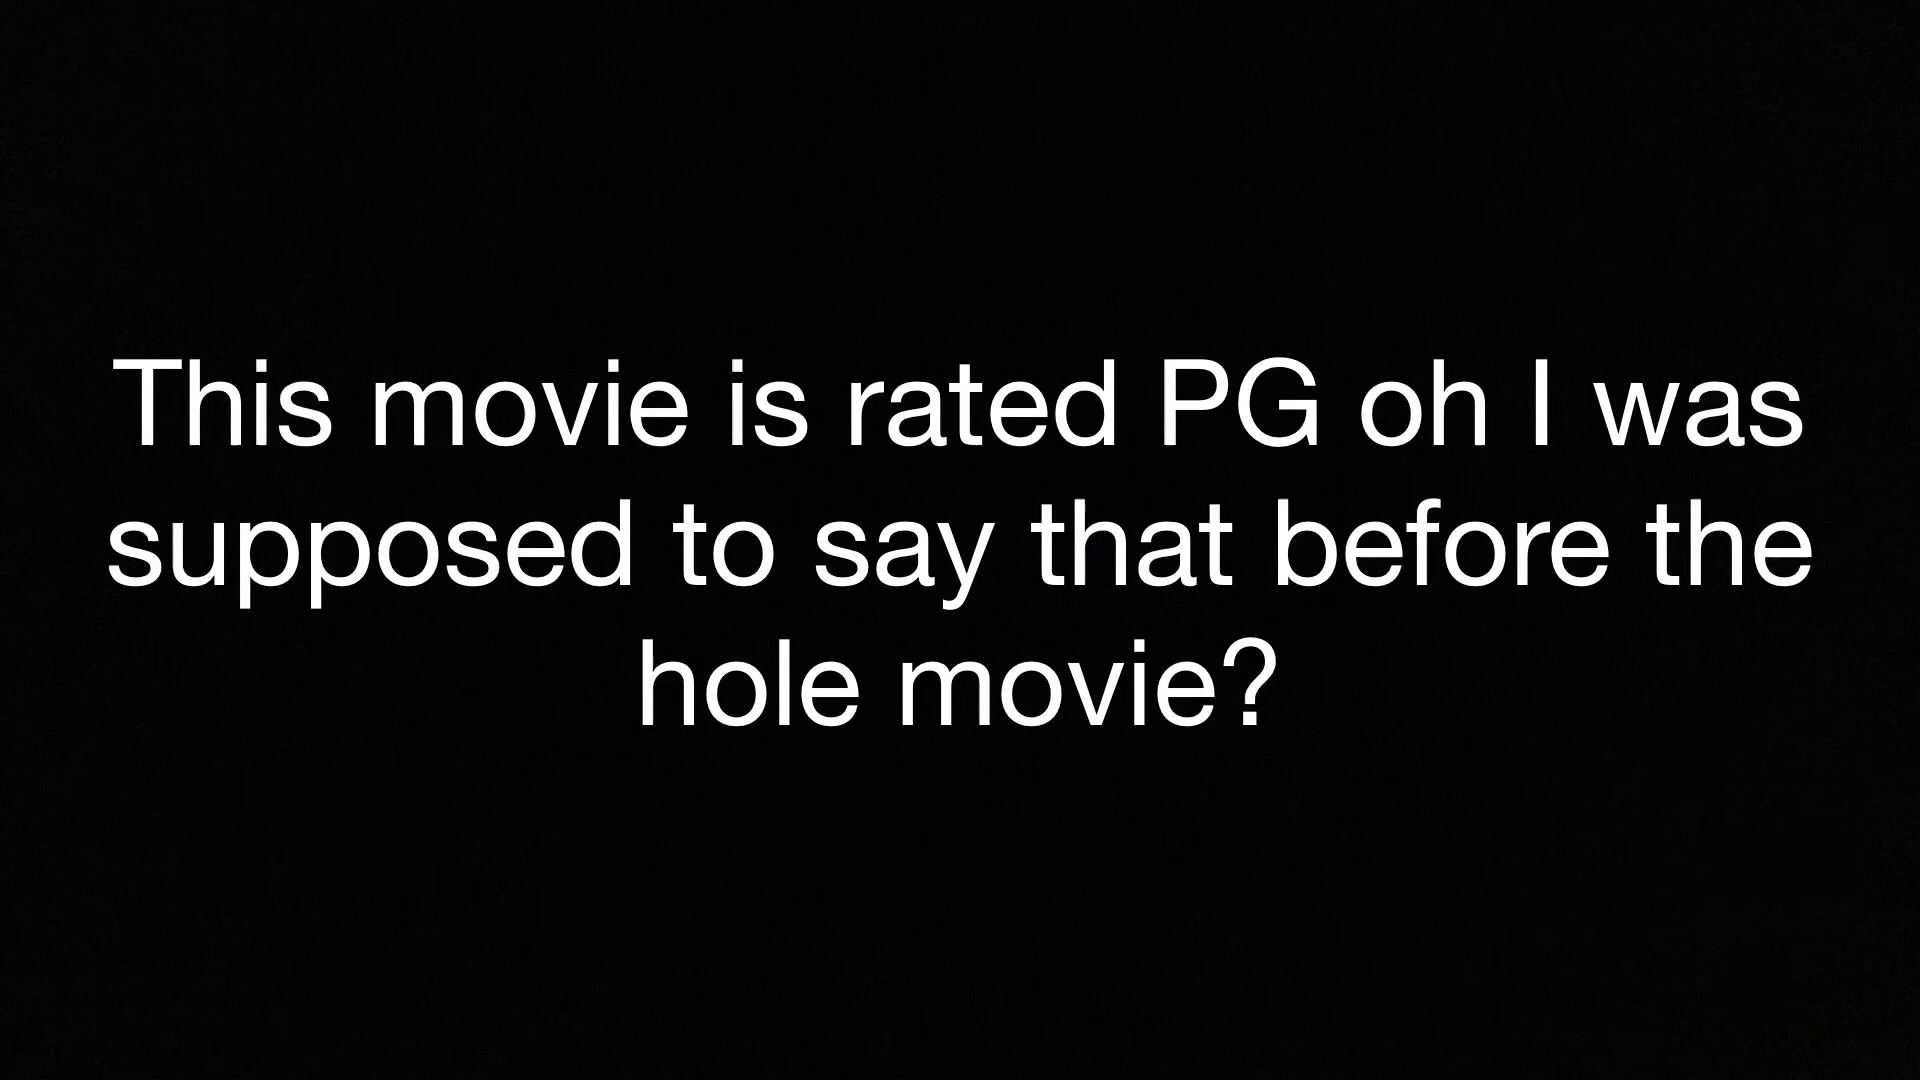 This movie is rated PG oh I was
supposed to say that before the
hole movie?